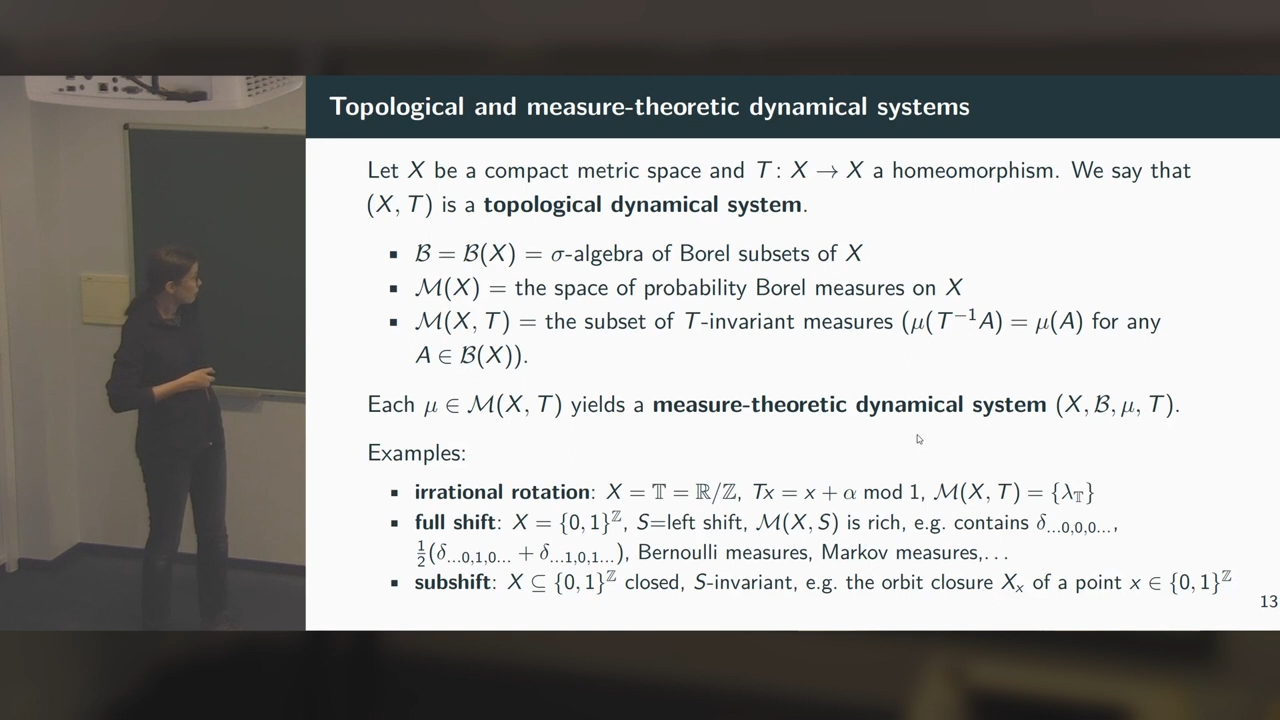 Topological and measure-theoretic dynamical systems
Let X be a compact metric space and T: X → X a homeomorphism. We say that
(X, T) is a topological dynamical system.
▪ ℬ = ℬ(X) = σ-algebra of Borel subsets of X
▪ ℳ(X) = the space of probability Borel measures on X
▪ ℳ(X, T) = the subset of T-invariant measures (μ(T⁻¹A) = μ(A) for any
A ∈ ℬ(X)).
Each μ ∈ ℳ(X, T) yields a measure-theoretic dynamical system (X, ℬ, μ, T).
Examples:
▪ irrational rotation: X = 𝕋 = ℝ/ℤ, Tx = x + α mod 1, ℳ(X, T) = {λ_𝕋}
▪ full shift: X = {0, 1}^ℤ, S=left shift, ℳ(X, S) is rich, e.g. contains δ_{...0,0,0...},
½(δ_{...0,1,0...} + δ_{...1,0,1...}), Bernoulli measures, Markov measures,...
▪ subshift: X ⊆ {0, 1}^ℤ closed, S-invariant, e.g. the orbit closure X_x of a point x ∈ {0, 1}^ℤ
13